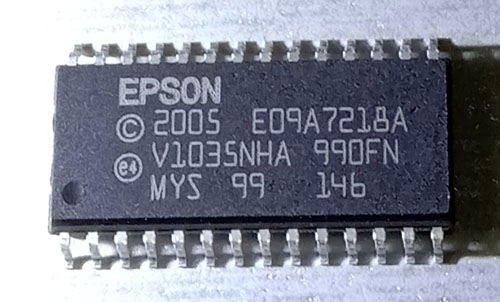 EPSON
© 2005 E09A7218A
e4 V1035NHA 990FN
MYS 99 146